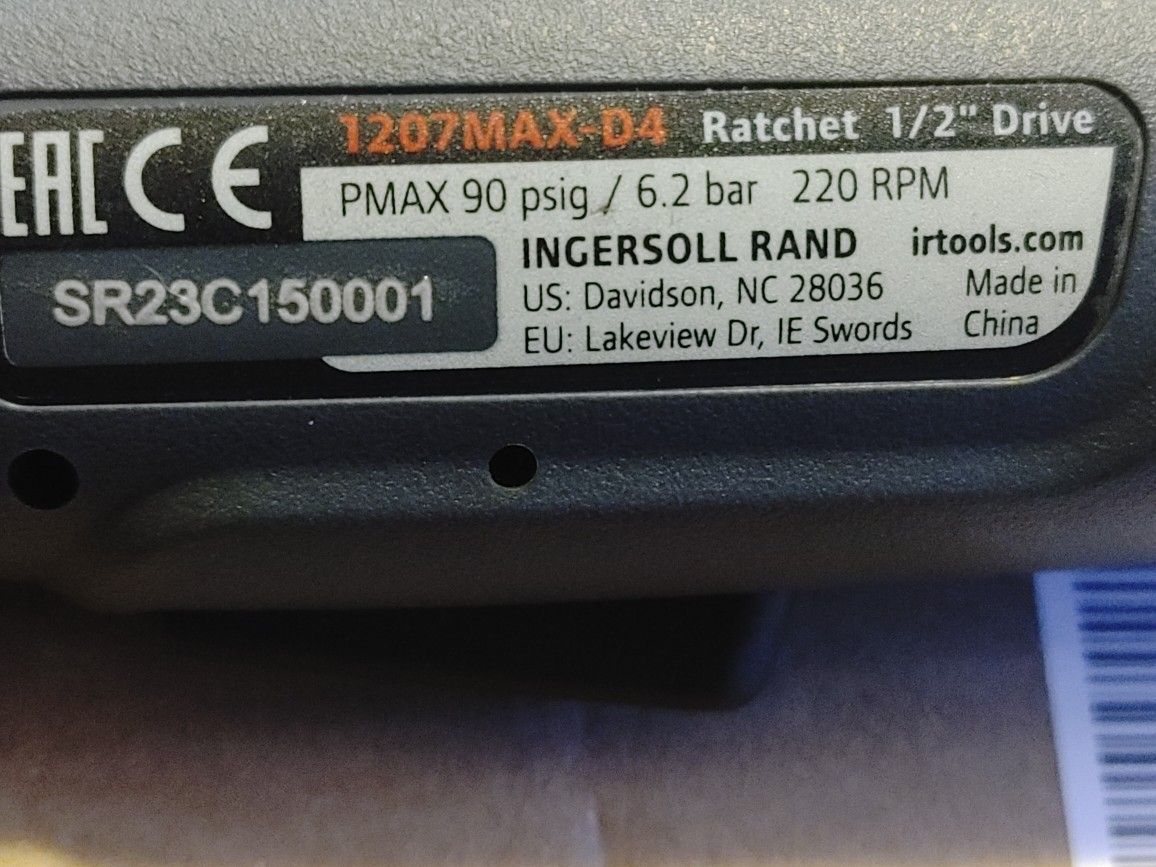 EAC CE 1207MAX-D4 Ratchet 1/2" Drive
PMAX 90 psig / 6.2 bar 220 RPM
INGERSOLL RAND irtools.com
SR23C150001
US: Davidson, NC 28036 Made in
EU: Lakeview Dr, IE Swords China